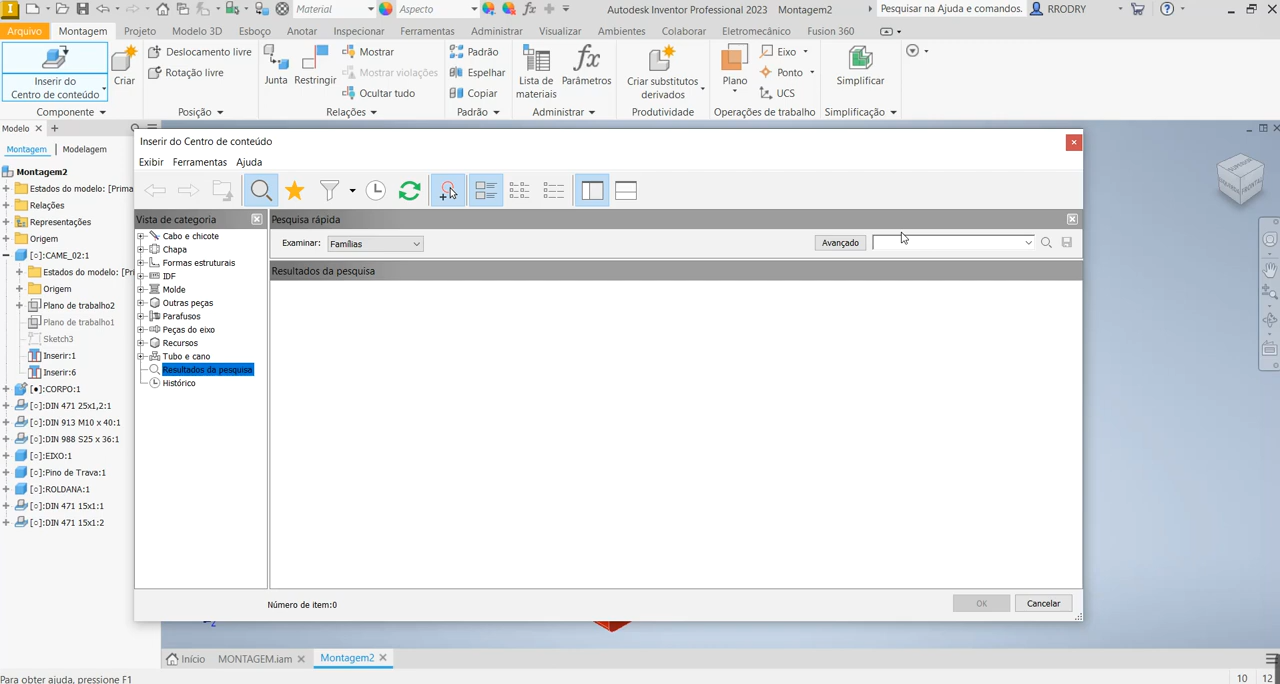 Material
Aspecto
Autodesk Inventor Professional 2023
Montagem2
Pesquisar na Ajuda e comandos.
RRODRY
Arquivo Montagem Projeto Modelo 3D Esboço Anotar Inspecionar Ferramentas Administrar Visualizar Ambientes Colaborar Eletromecânico Fusion 360
Inserir do
Centro de conteúdo
Criar
Componente
Deslocamento livre
Rotação livre
Posição
Junta
Restringir
Mostrar
Mostrar violações
Ocultar tudo
Relações
Padrão
Espelhar
Copiar
Padrão
Lista de
materiais
Parâmetros
Administrar
Criar substitutos
derivados
Produtividade
Plano
Eixo
Ponto
UCS
Operações de trabalho
Simplificar
Simplificação
Modelo
Montagem Modelagem
Montagem2
Estados do modelo: [Prima
Relações
Representações
Origem
[○]:CAME_02:1
Estados do modelo: [Pri
Origem
Plano de trabalho2
Plano de trabalho1
Sketch3
Inserir:1
Inserir:6
[●]:CORPO:1
[○]:DIN 471 25x1,2:1
[○]:DIN 913 M10 x 40:1
[○]:DIN 988 S25 x 36:1
[○]:EIXO:1
[○]:Pino de Trava:1
[○]:ROLDANA:1
[○]:DIN 471 15x1:1
[○]:DIN 471 15x1:2
Inserir do Centro de conteúdo
Exibir Ferramentas Ajuda
Vista de categoria
Cabo e chicote
Chapa
Formas estruturais
IDF
Molde
Outras peças
Parafusos
Peças do eixo
Recursos
Tubo e cano
Resultados da pesquisa
Histórico
Pesquisa rápida
Examinar: Famílias
Avançado
Resultados da pesquisa
Número de item:0
OK
Cancelar
Início MONTAGEM.iam Montagem2
Para obter ajuda, pressione F1
10 12